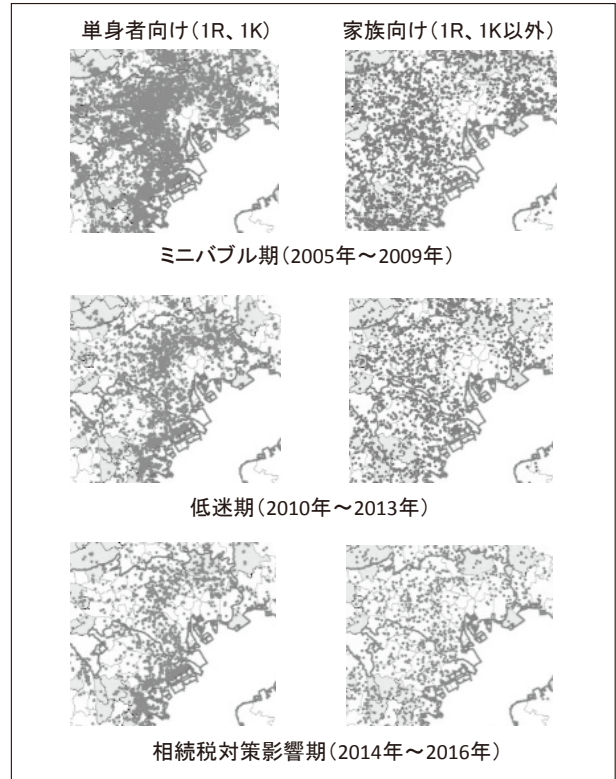 単身者向け(1R、1K)
家族向け(1R、1K以外)
ミニバブル期(2005年～2009年)
低迷期(2010年～2013年)
相続税対策影響期(2014年～2016年)